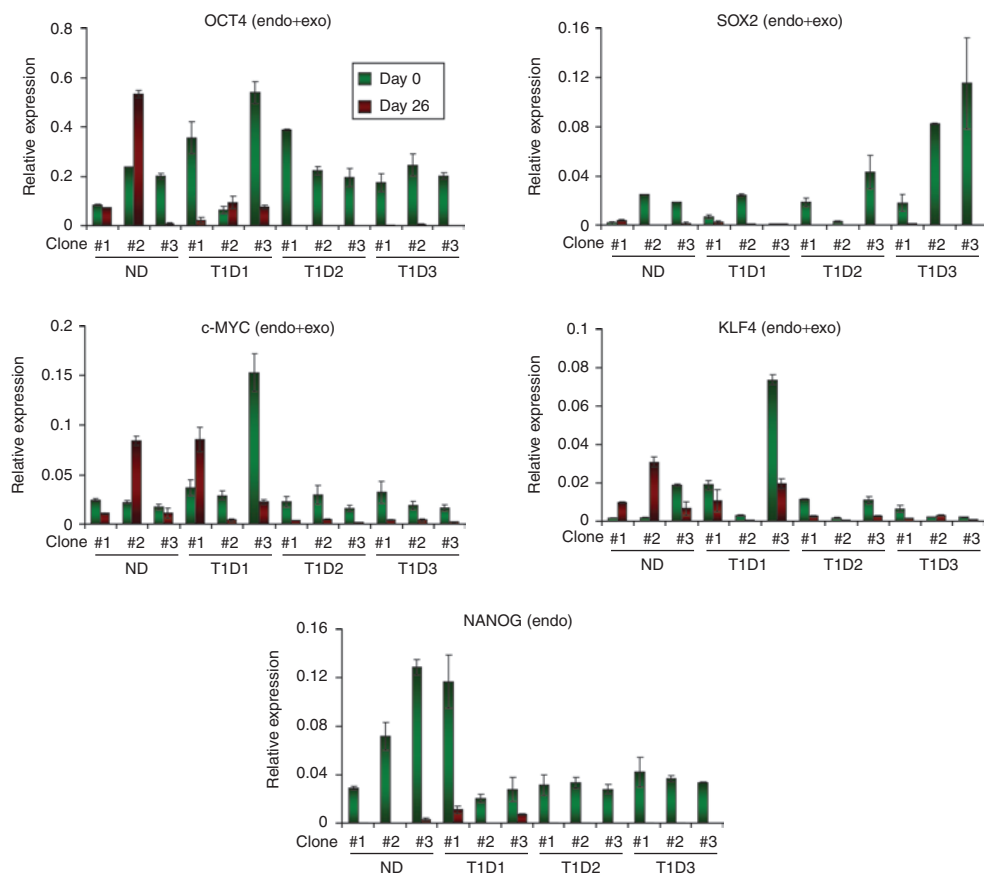 OCT4 (endo+exo)
Relative expression
0.8
0.6
0.4
0.2
0
Day 0
Day 26
Clone #1 #2 #3 #1 #2 #3 #1 #2 #3 #1 #2 #3
ND T1D1 T1D2 T1D3
SOX2 (endo+exo)
Relative expression
0.16
0.12
0.08
0.04
0
Clone #1 #2 #3 #1 #2 #3 #1 #2 #3 #1 #2 #3
ND T1D1 T1D2 T1D3
c-MYC (endo+exo)
Relative expression
0.2
0.15
0.1
0.05
0
Clone #1 #2 #3 #1 #2 #3 #1 #2 #3 #1 #2 #3
ND T1D1 T1D2 T1D3
KLF4 (endo+exo)
Relative expression
0.1
0.08
0.06
0.04
0.02
0
Clone #1 #2 #3 #1 #2 #3 #1 #2 #3 #1 #2 #3
ND T1D1 T1D2 T1D3
NANOG (endo)
Relative expression
0.16
0.12
0.08
0.04
0
Clone #1 #2 #3 #1 #2 #3 #1 #2 #3 #1 #2 #3
ND T1D1 T1D2 T1D3